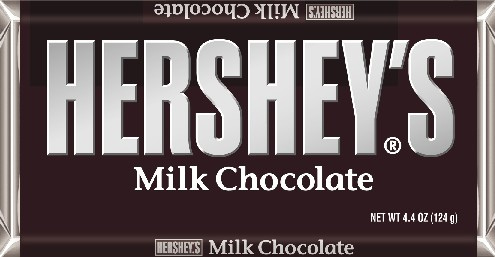 HERSHEY'S Milk Chocolate
HERSHEY'S®
Milk Chocolate
NET WT 4.4 OZ (124 g)
HERSHEY'S Milk Chocolate